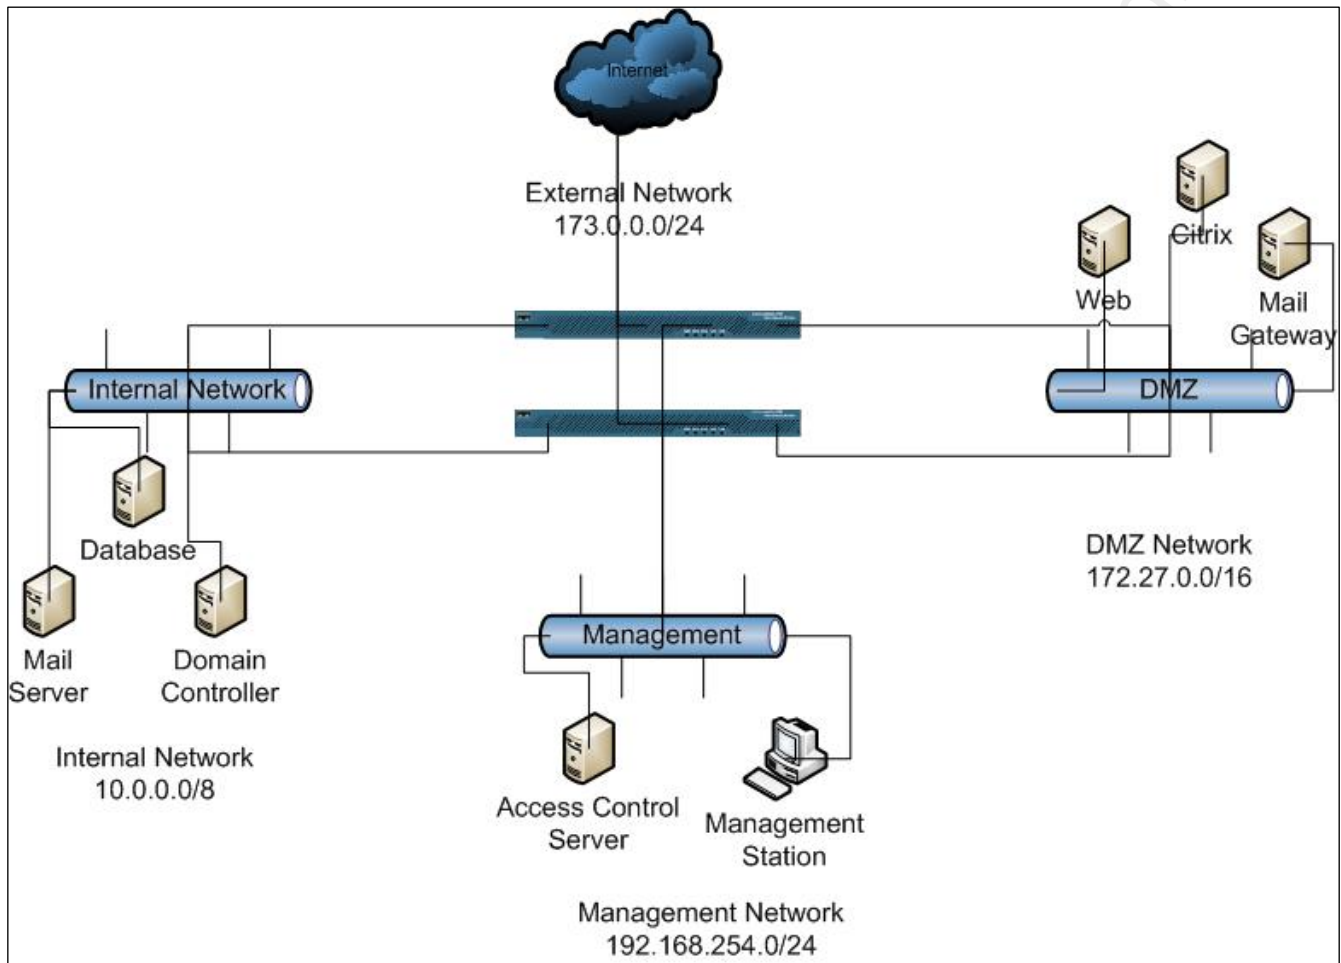 Internet
External Network
173.0.0.0/24
Citrix
Web
Mail
Gateway
Internal Network
DMZ
Database
DMZ Network
172.27.0.0/16
Management
Mail
Server
Domain
Controller
Internal Network
10.0.0.0/8
Access Control
Server
Management
Station
Management Network
192.168.254.0/24